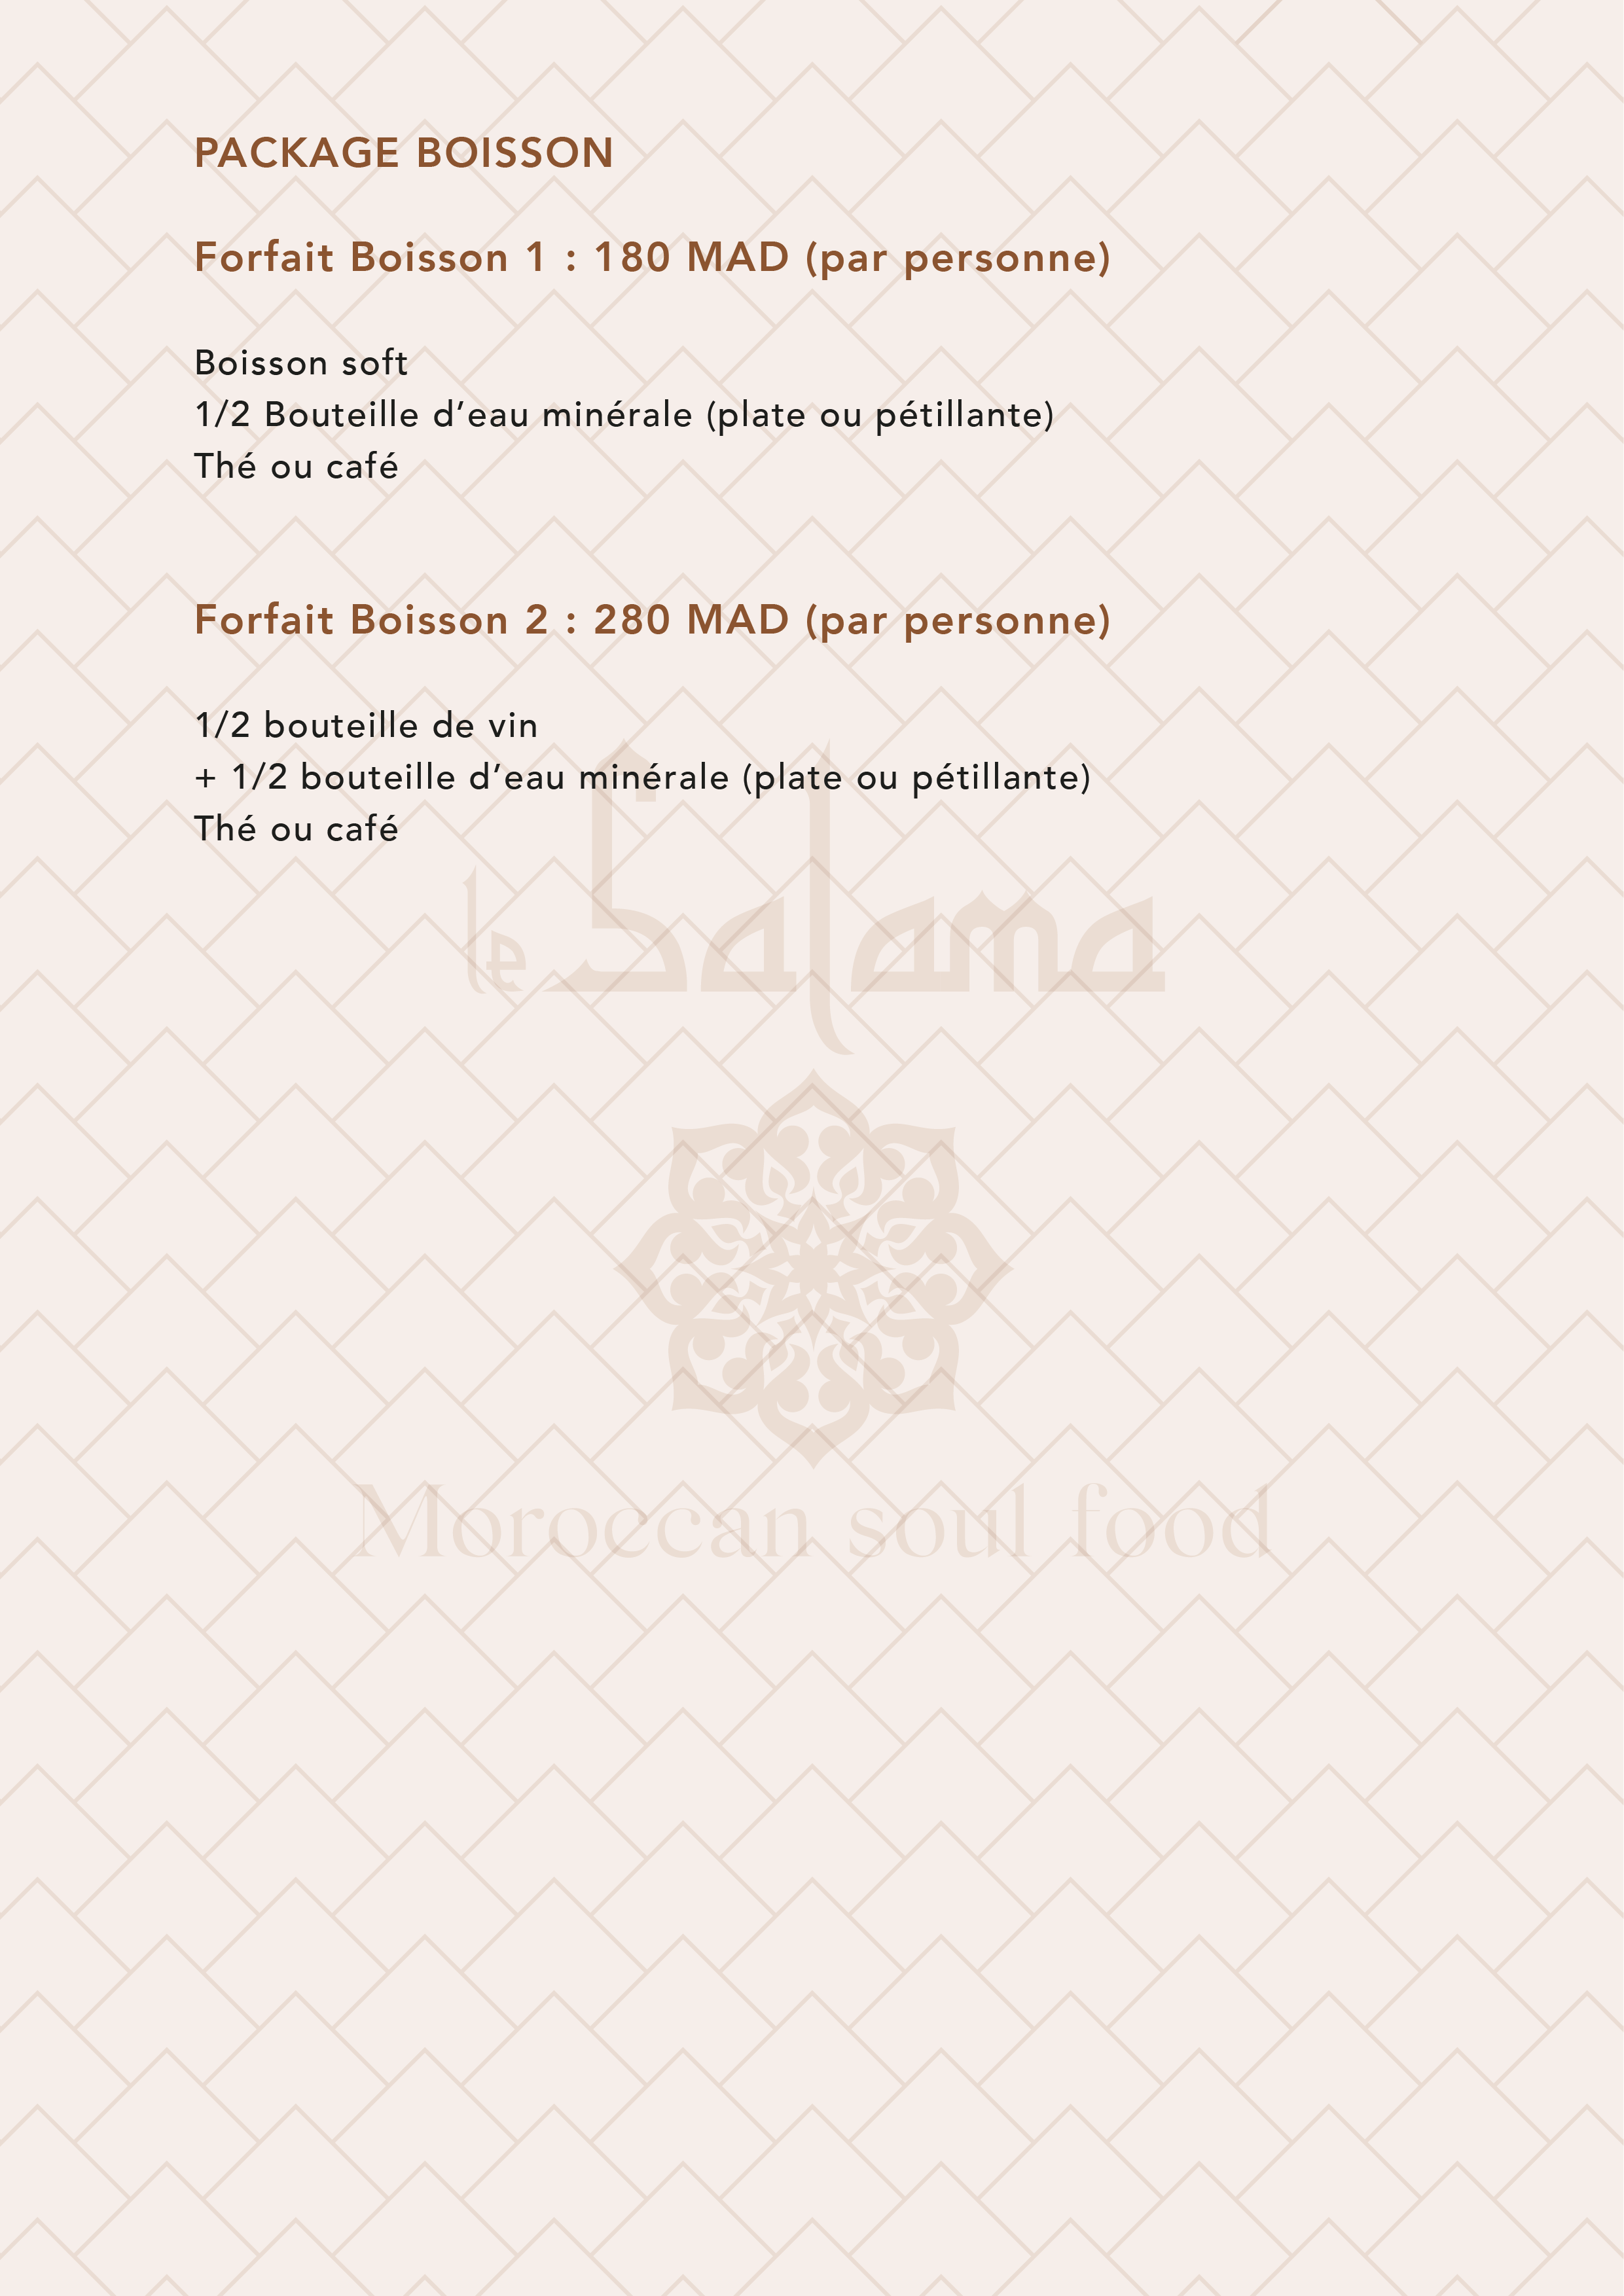 PACKAGE BOISSON
Forfait Boisson 1 : 180 MAD (par personne)
Boisson soft
1/2 Bouteille d’eau minérale (plate ou pétillante)
Thé ou café
Forfait Boisson 2 : 280 MAD (par personne)
1/2 bouteille de vin
+ 1/2 bouteille d’eau minérale (plate ou pétillante)
Thé ou café
le Salama
Moroccan soul food